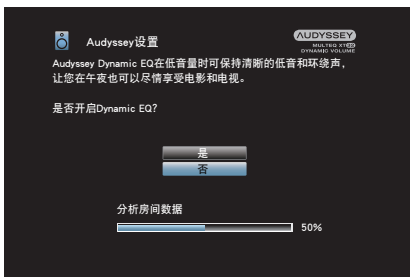 Audyssey设置
AUDYSSEY
MULTEQ XT32
DYNAMIC VOLUME
Audyssey Dynamic EQ在低音量时可保持清晰的低音和环绕声，
让您在午夜也可以尽情享受电影和电视。
是否开启Dynamic EQ?
是
否
分析房间数据
50%